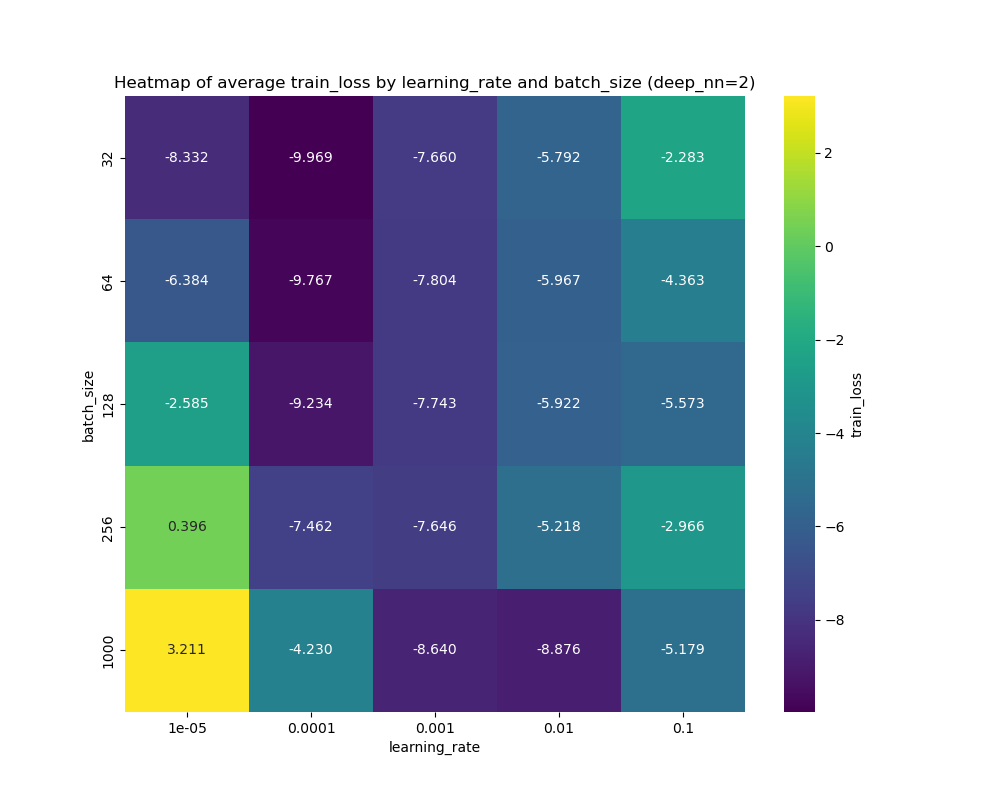 Heatmap of average train_loss by learning_rate and batch_size (deep_nn=2)
32 -8.332 -9.969 -7.660 -5.792 -2.283
64 -6.384 -9.767 -7.804 -5.967 -4.363
128 -2.585 -9.234 -7.743 -5.922 -5.573
256 0.396 -7.462 -7.646 -5.218 -2.966
1000 3.211 -4.230 -8.640 -8.876 -5.179
batch_size
1e-05 0.0001 0.001 0.01 0.1
learning_rate
2
0
−2
−4
−6
−8
train_loss